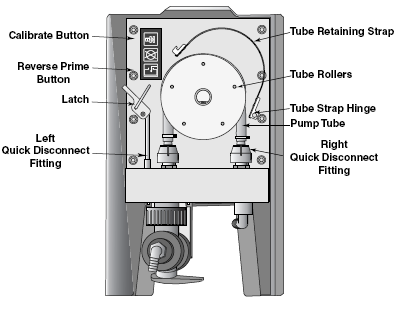 Calibrate Button
Reverse Prime
Button
Latch
Left
Quick Disconnect
Fitting
Tube Retaining Strap
Tube Rollers
Tube Strap Hinge
Pump Tube
Right
Quick Disconnect
Fitting